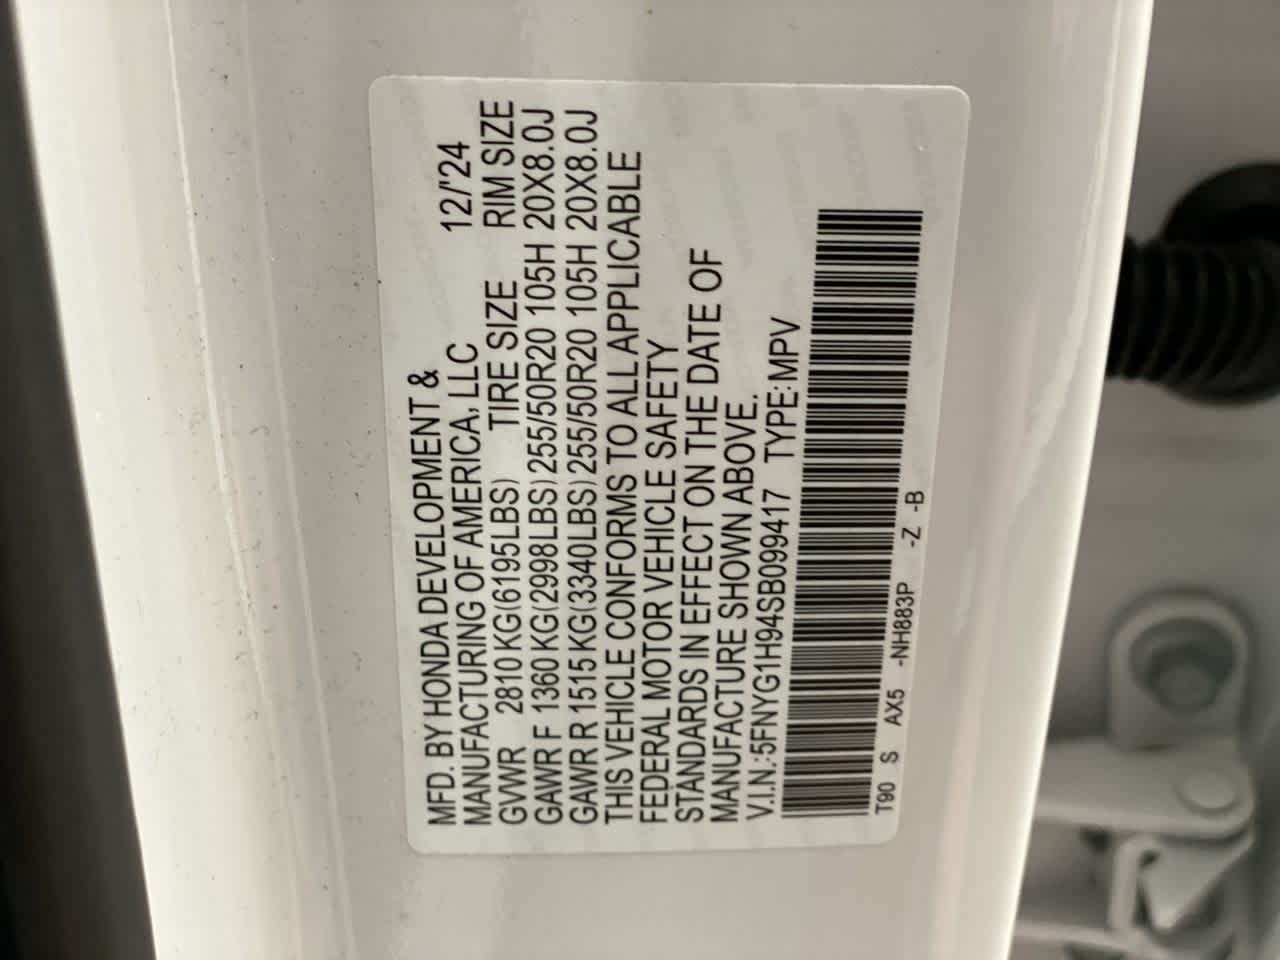 MFD. BY HONDA DEVELOPMENT &
MANUFACTURING OF AMERICA, LLC 12/'24
GVWR 2810 KG(6195LBS) TIRE SIZE RIM SIZE
GAWR F 1360 KG(2998LBS) 255/50R20 105H 20X8.0J
GAWR R 1515 KG(3340LBS) 255/50R20 105H 20X8.0J
THIS VEHICLE CONFORMS TO ALL APPLICABLE
FEDERAL MOTOR VEHICLE SAFETY
STANDARDS IN EFFECT ON THE DATE OF
MANUFACTURE SHOWN ABOVE.
V.I.N.:5FNYG1H94SB099417 TYPE:MPV
T90 S AX5 -NH883P -Z -B